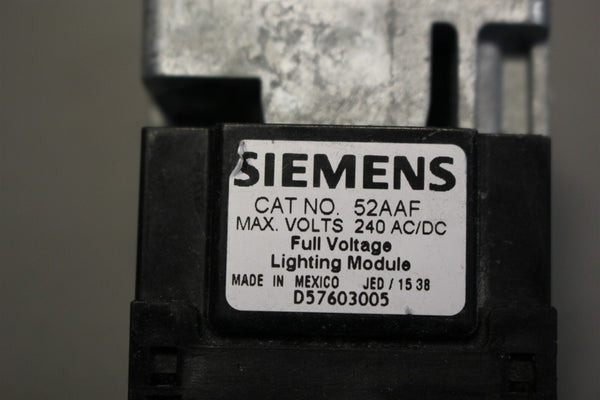 SIEMENS
CAT NO. 52AAF
MAX. VOLTS 240 AC/DC
Full Voltage
Lighting Module
MADE IN MEXICO JED / 15 38
D57603005